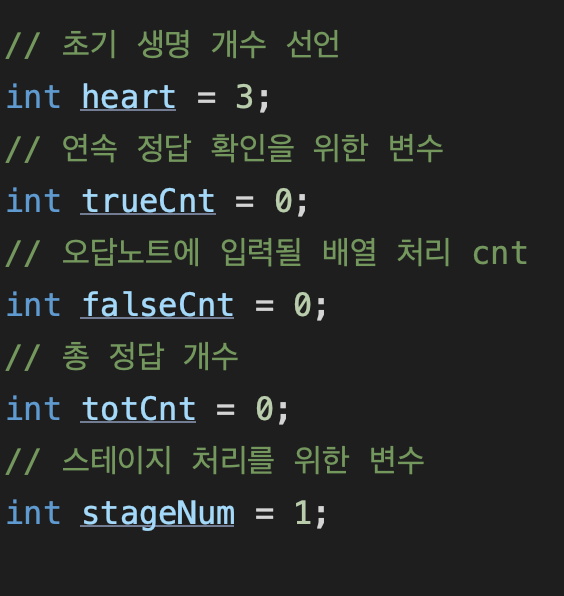 // 초기 생명 개수 선언
int heart = 3;
// 연속 정답 확인을 위한 변수
int trueCnt = 0;
// 오답노트에 입력될 배열 처리 cnt
int falseCnt = 0;
// 총 정답 개수
int totCnt = 0;
// 스테이지 처리를 위한 변수
int stageNum = 1;